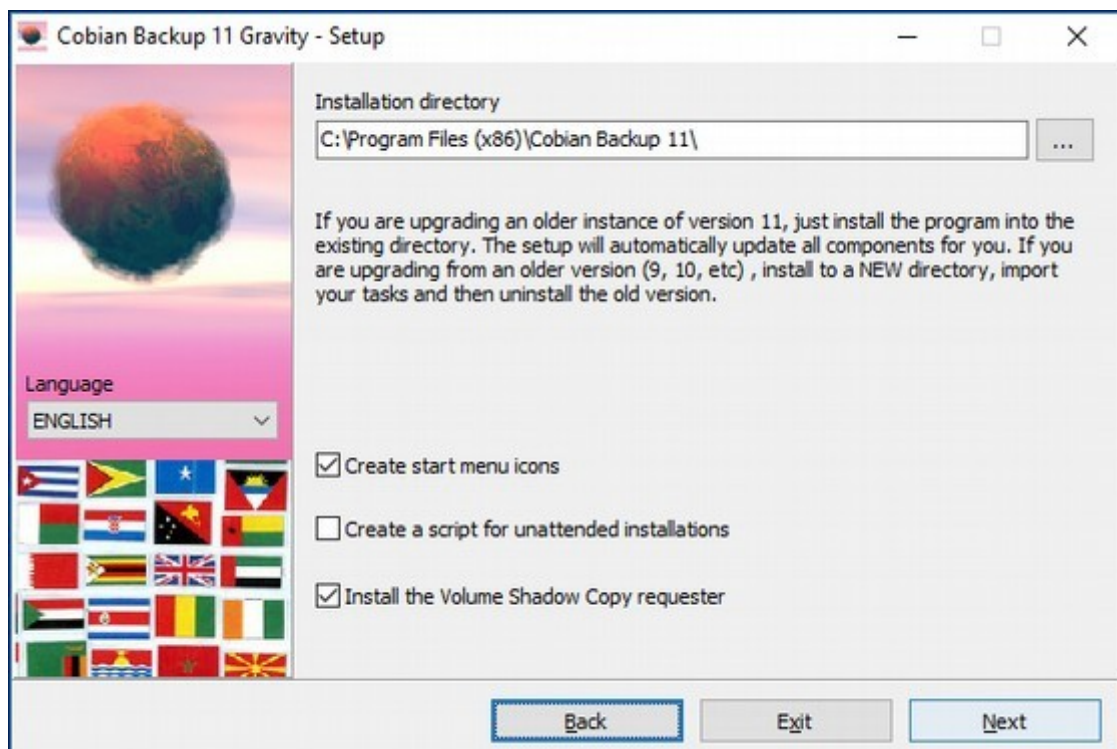 Cobian Backup 11 Gravity - Setup
Installation directory
C:\Program Files (x86)\Cobian Backup 11\
...
If you are upgrading an older instance of version 11, just install the program into the
existing directory. The setup will automatically update all components for you. If you
are upgrading from an older version (9, 10, etc) , install to a NEW directory, import
your tasks and then uninstall the old version.
Language
ENGLISH
Create start menu icons
Create a script for unattended installations
Install the Volume Shadow Copy requester
Back
Exit
Next